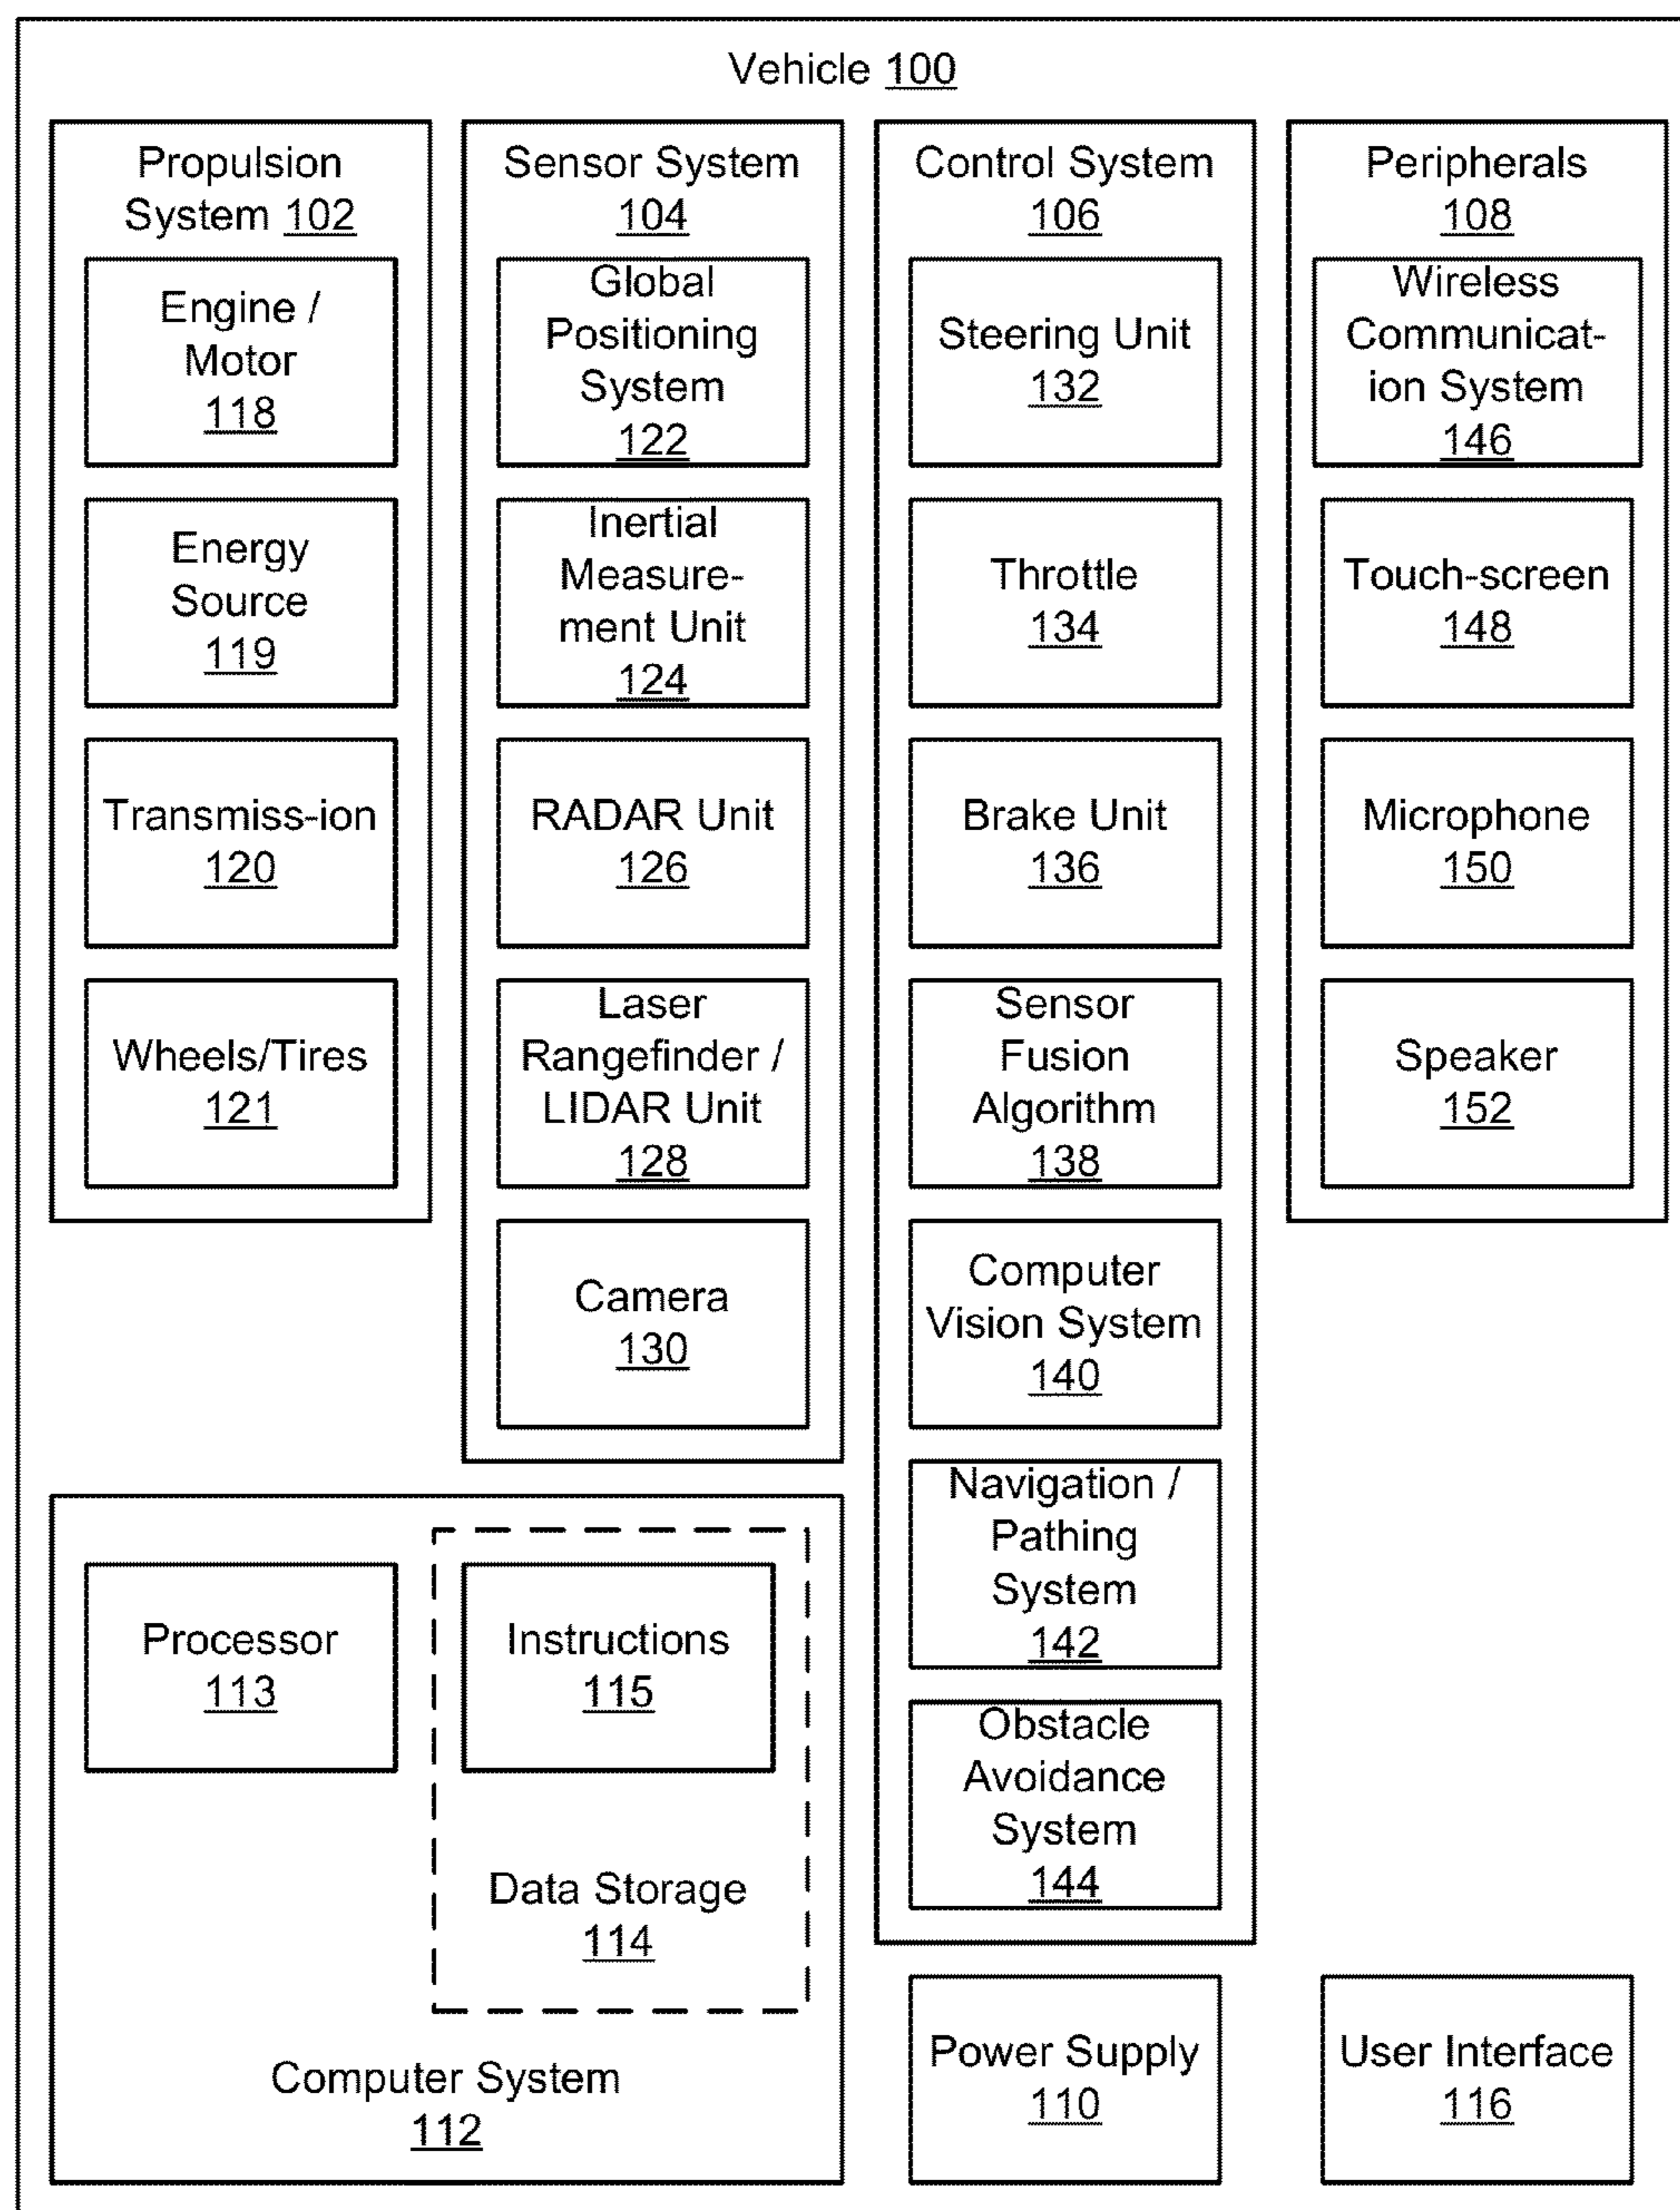 Vehicle 100
Propulsion
System 102
Engine /
Motor
118
Energy
Source
119
Transmiss-ion
120
Wheels/Tires
121
Sensor System
104
Global
Positioning
System
122
Inertial
Measure-
ment Unit
124
RADAR Unit
126
Laser
Rangefinder /
LIDAR Unit
128
Camera
130
Control System
106
Steering Unit
132
Throttle
134
Brake Unit
136
Sensor
Fusion
Algorithm
138
Computer
Vision System
140
Navigation /
Pathing
System
142
Obstacle
Avoidance
System
144
Peripherals
108
Wireless
Communicat-
ion System
146
Touch-screen
148
Microphone
150
Speaker
152
Processor
113
Instructions
115
Data Storage
114
Computer System
112
Power Supply
110
User Interface
116